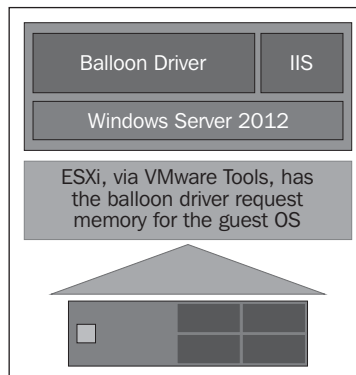 Balloon Driver
IIS
Windows Server 2012
ESXi, via VMware Tools, has
the balloon driver request
memory for the guest OS